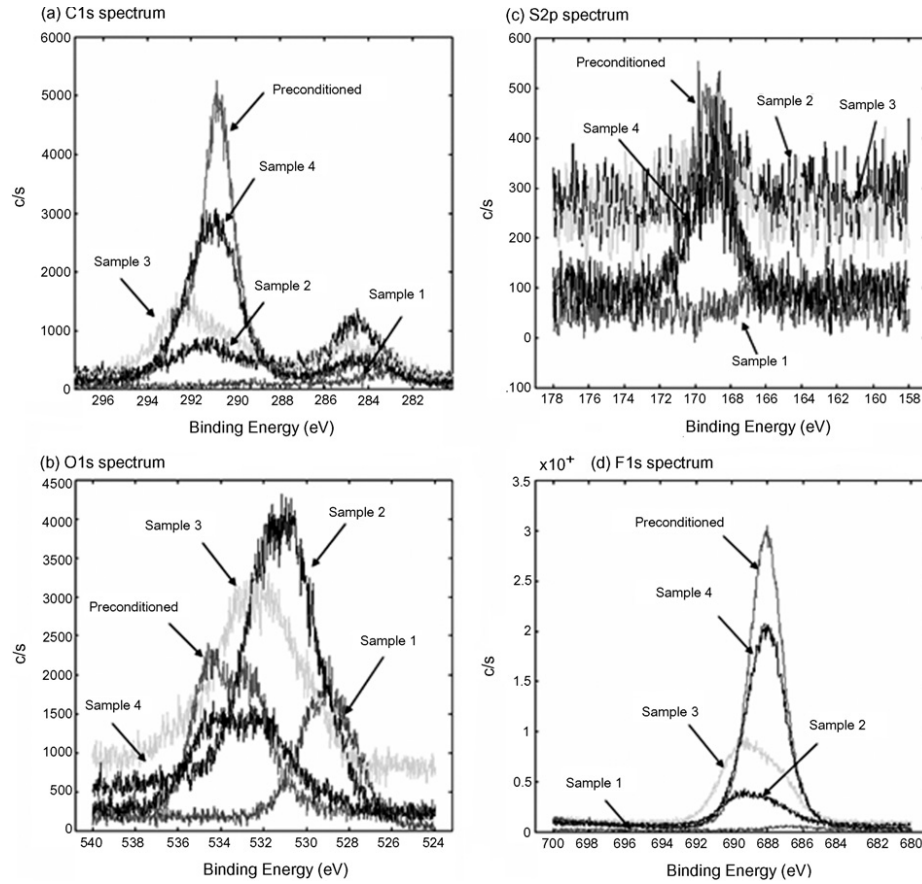 (a) C1s spectrum
6000
5000
4000
3000
2000
1000
0
c/s
Preconditioned
Sample 4
Sample 3
Sample 2
Sample 1
296 294 292 290 288 286 284 282
Binding Energy (eV)
(c) S2p spectrum
600
500
400
300
200
100
0
.100
c/s
Preconditioned
Sample 2
Sample 3
Sample 4
Sample 1
178 176 174 172 170 168 166 164 162 160 158
Binding Energy (eV)
(b) O1s spectrum
4500
4000
3500
3000
2500
2000
1500
1000
500
0
c/s
Sample 3
Sample 2
Preconditioned
Sample 1
Sample 4
540 538 536 534 532 530 528 526 524
Binding Energy (eV)
x10⁺ (d) F1s spectrum
3.5
3
2.5
2
1.5
1
0.5
0
c/s
Preconditioned
Sample 4
Sample 3
Sample 2
Sample 1
700 698 696 694 692 690 688 686 684 682 680
Binding Energy (eV)